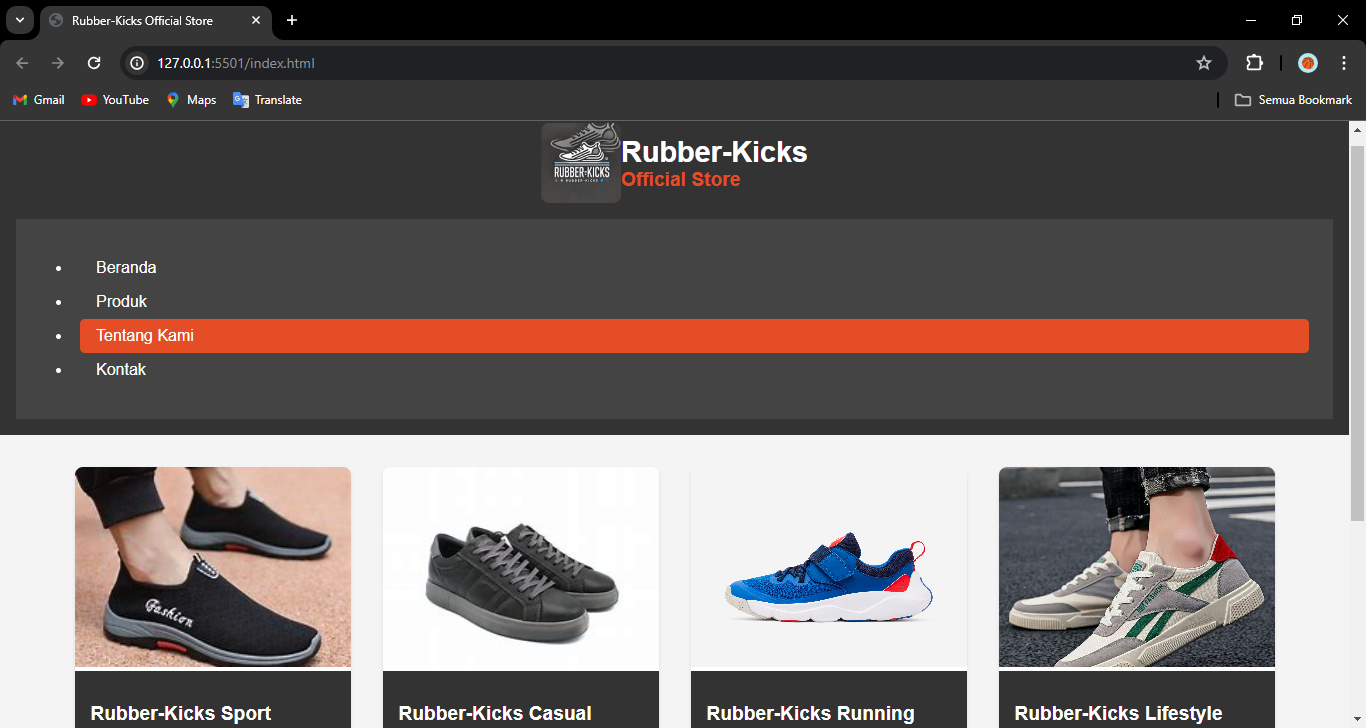 Rubber-Kicks Official Store
127.0.0.1:5501/index.html
Gmail YouTube Maps Translate Semua Bookmark
RUBBER-KICKS
Rubber-Kicks
Official Store
Beranda
Produk
Tentang Kami
Kontak
Fashion
Rubber-Kicks Sport
Rubber-Kicks Casual
Rubber-Kicks Running
Rubber-Kicks Lifestyle